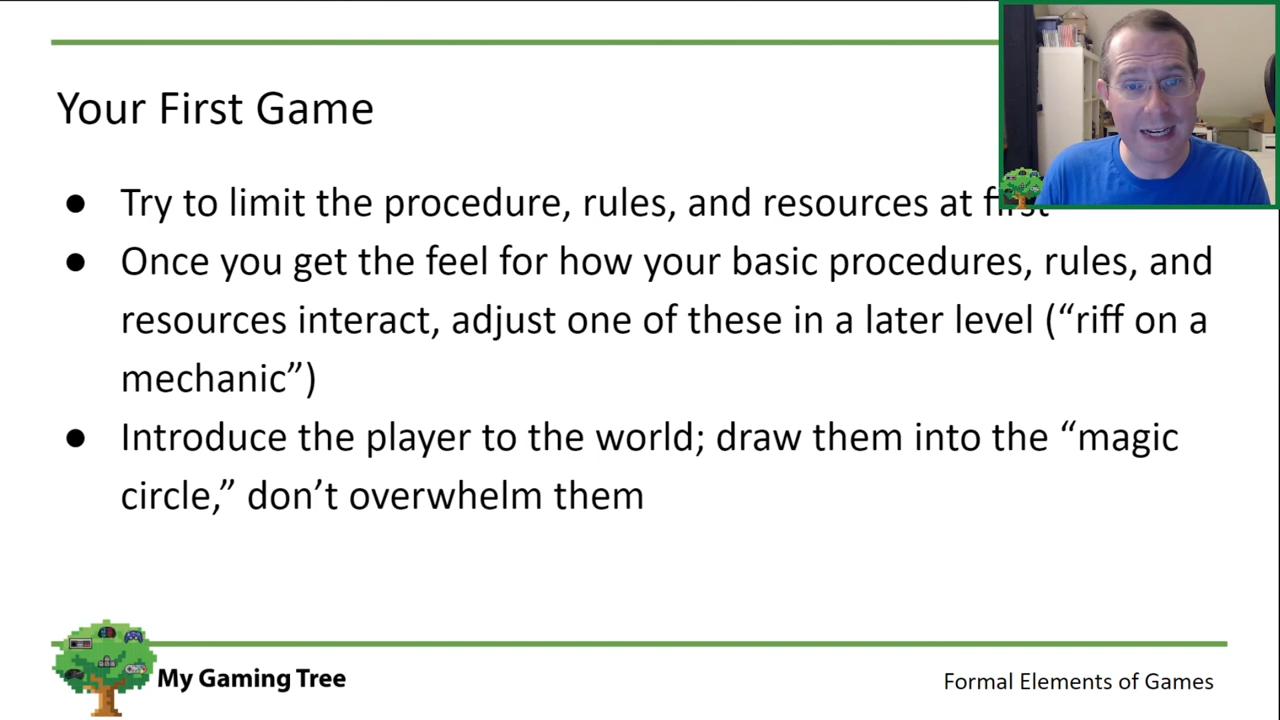 Your First Game
● Try to limit the procedure, rules, and resources at first
● Once you get the feel for how your basic procedures, rules, and
resources interact, adjust one of these in a later level (“riff on a
mechanic”)
● Introduce the player to the world; draw them into the “magic
circle,” don’t overwhelm them
My Gaming Tree
Formal Elements of Games